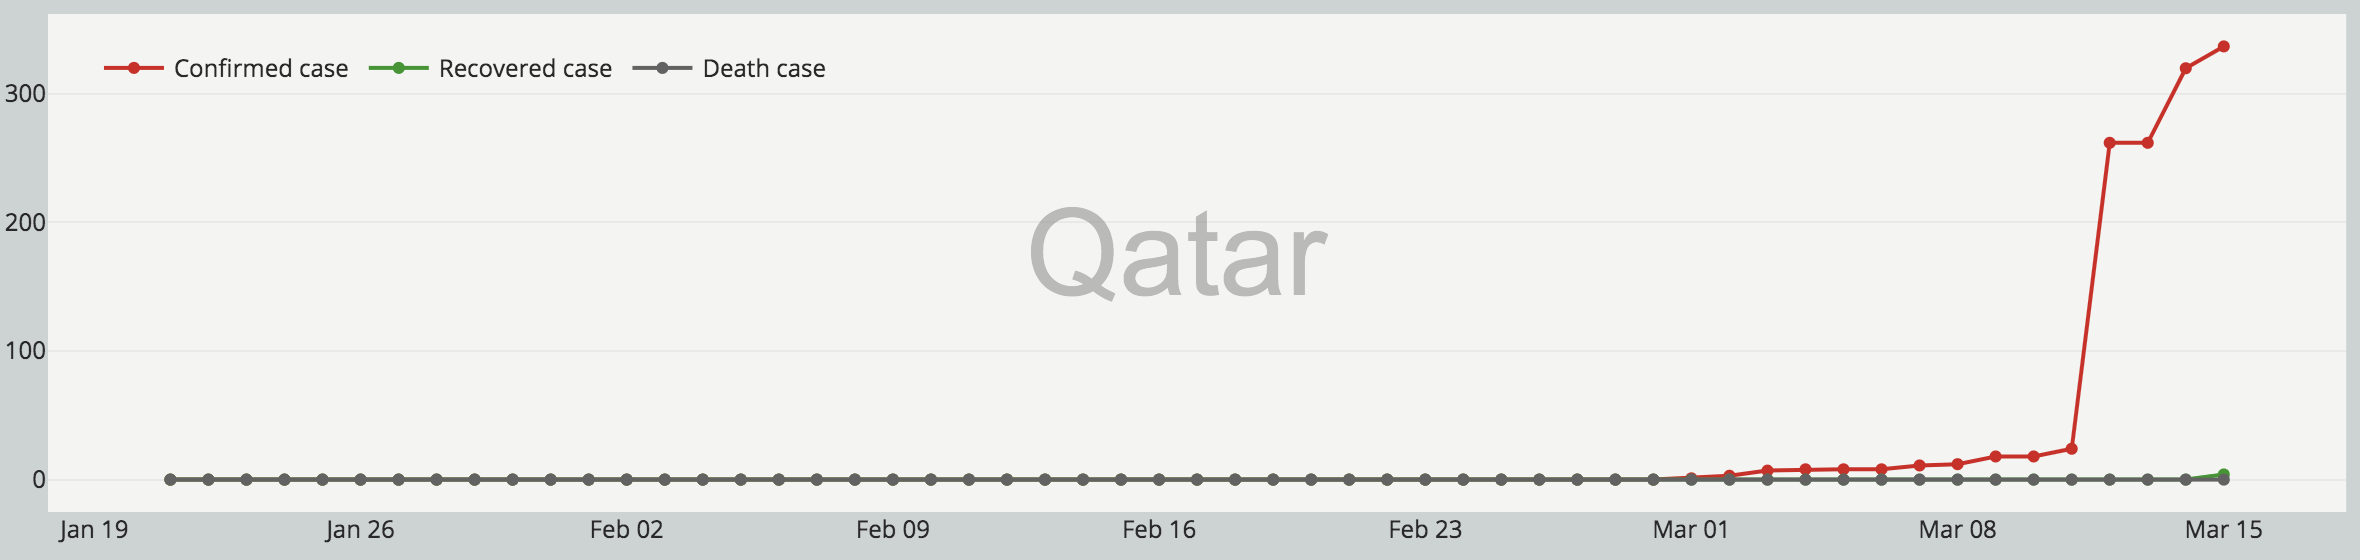 Confirmed case Recovered case Death case
300
200
100
0
Qatar
Jan 19 Jan 26 Feb 02 Feb 09 Feb 16 Feb 23 Mar 01 Mar 08 Mar 15